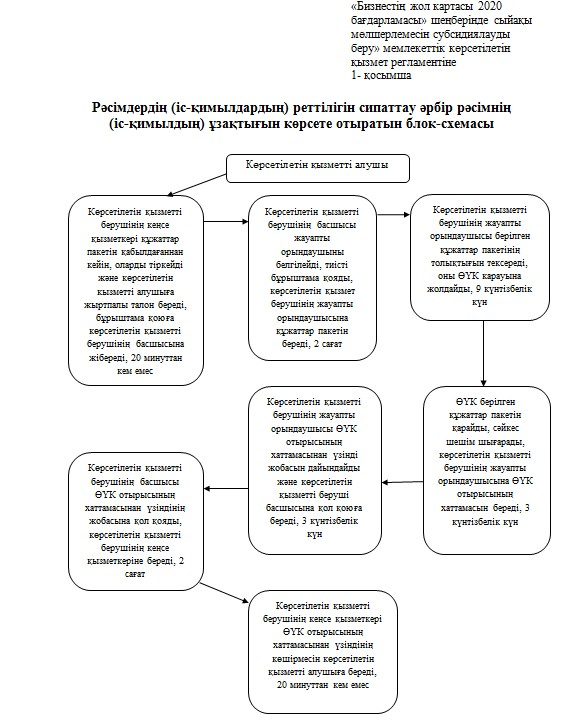 «Бизнестің жол картасы 2020
бағдарламасы» шеңберінде сыйақы
мөлшерлемесін субсидиялауды
беру» мемлекеттік көрсетілетін
қызмет регламентіне
1- қосымша
Рәсімдердің (іс-қимылдардың) реттілігін сипаттау әрбір рәсімнің
(іс-қимылдың) ұзақтығын көрсете отыратын блок-схемасы
Көрсетілетін қызметті алушы
Көрсетілетін қызметті
берушінің кеңсе
қызметкері құжаттар
пакетін қабылдағаннан
кейін, оларды тіркейді
және көрсетілетін
қызметті алушыға
жыртпалы талон береді,
бұрыштама қоюға
көрсетілетін қызметті
берушінің басшысына
жібереді, 20 минуттан
кем емес
Көрсетілетін қызметті
берушінің басшысы
жауапты
орындаушыны
белгілейді, тиісті
бұрыштама қояды,
көрсетілетін қызмет
берушінің жауапты
орындаушысына
құжаттар пакетін
береді, 2 сағат
Көрсетілетін қызметті
берушінің жауапты
орындаушысы берілген
құжаттар пакетінің
толықтығын тексереді,
оны ӨҮК карауына
жолдайды, 9 күнтізбелік
күн
ӨҮК берілген
құжаттар пакетін
қарайды, сәйкес
шешім шығарады,
көрсетілетін қызметті
берушінің жауапты
орындаушысына ӨҮК
отырысының
хаттамасын береді, 3
күнтізбелік күн
Көрсетілетін қызметті
берушінің жауапты
орындаушысы ӨҮК
отырысының
хаттамасынан үзінді
жобасын дайындайды
және көрсетілетін
қызметті беруші
басшысына қол қоюға
береді, 3 күнтізбелік
күн
Көрсетілетін қызметті
берушінің басшысы
ӨҮК отырысының
хаттамасынан үзіндінің
жобасына қол қояды,
көрсетілетін қызметті
берушінің кеңсе
қызметкеріне береді, 2
сағат
Көрсетілетін қызметті
берушінің кеңсе қызметкері
ӨҮК отырысының
хаттамасынан үзіндінің
көшірмесін көрсетілетін
қызметті алушыға береді,
20 минуттан кем емес